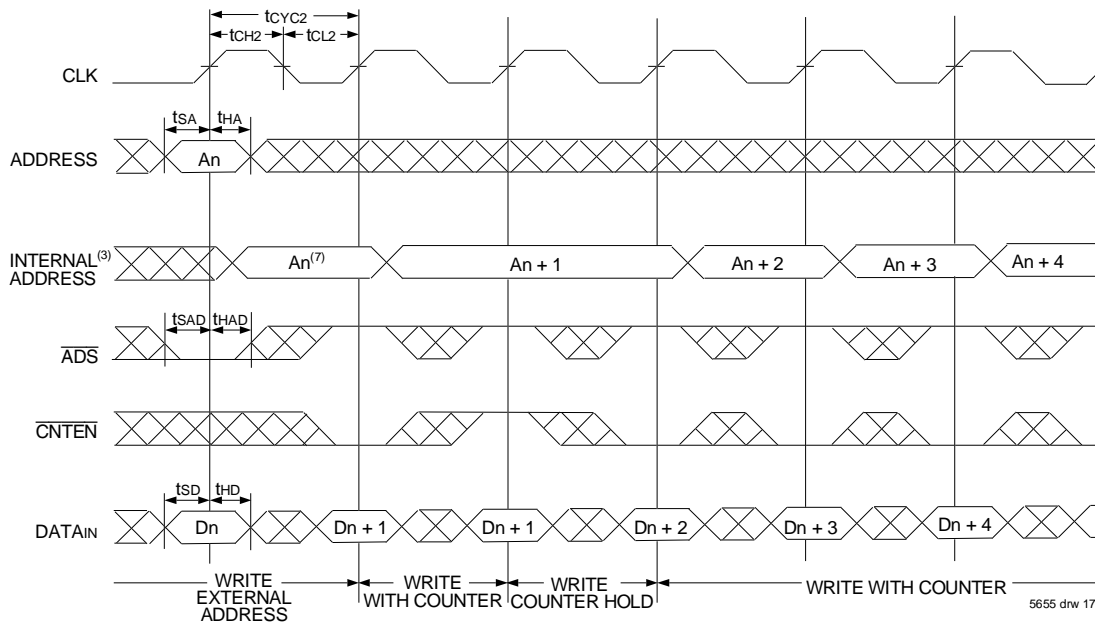 tCYC2
tCH2 tCL2
CLK
tSA tHA
ADDRESS An
INTERNAL(3) ADDRESS An(7) An + 1 An + 2 An + 3 An + 4
tSAD tHAD
ADS
CNTEN
tSD tHD
DATAIN Dn Dn + 1 Dn + 1 Dn + 2 Dn + 3 Dn + 4
WRITE EXTERNAL ADDRESS
WRITE WITH COUNTER
WRITE COUNTER HOLD
WRITE WITH COUNTER
5655 drw 17